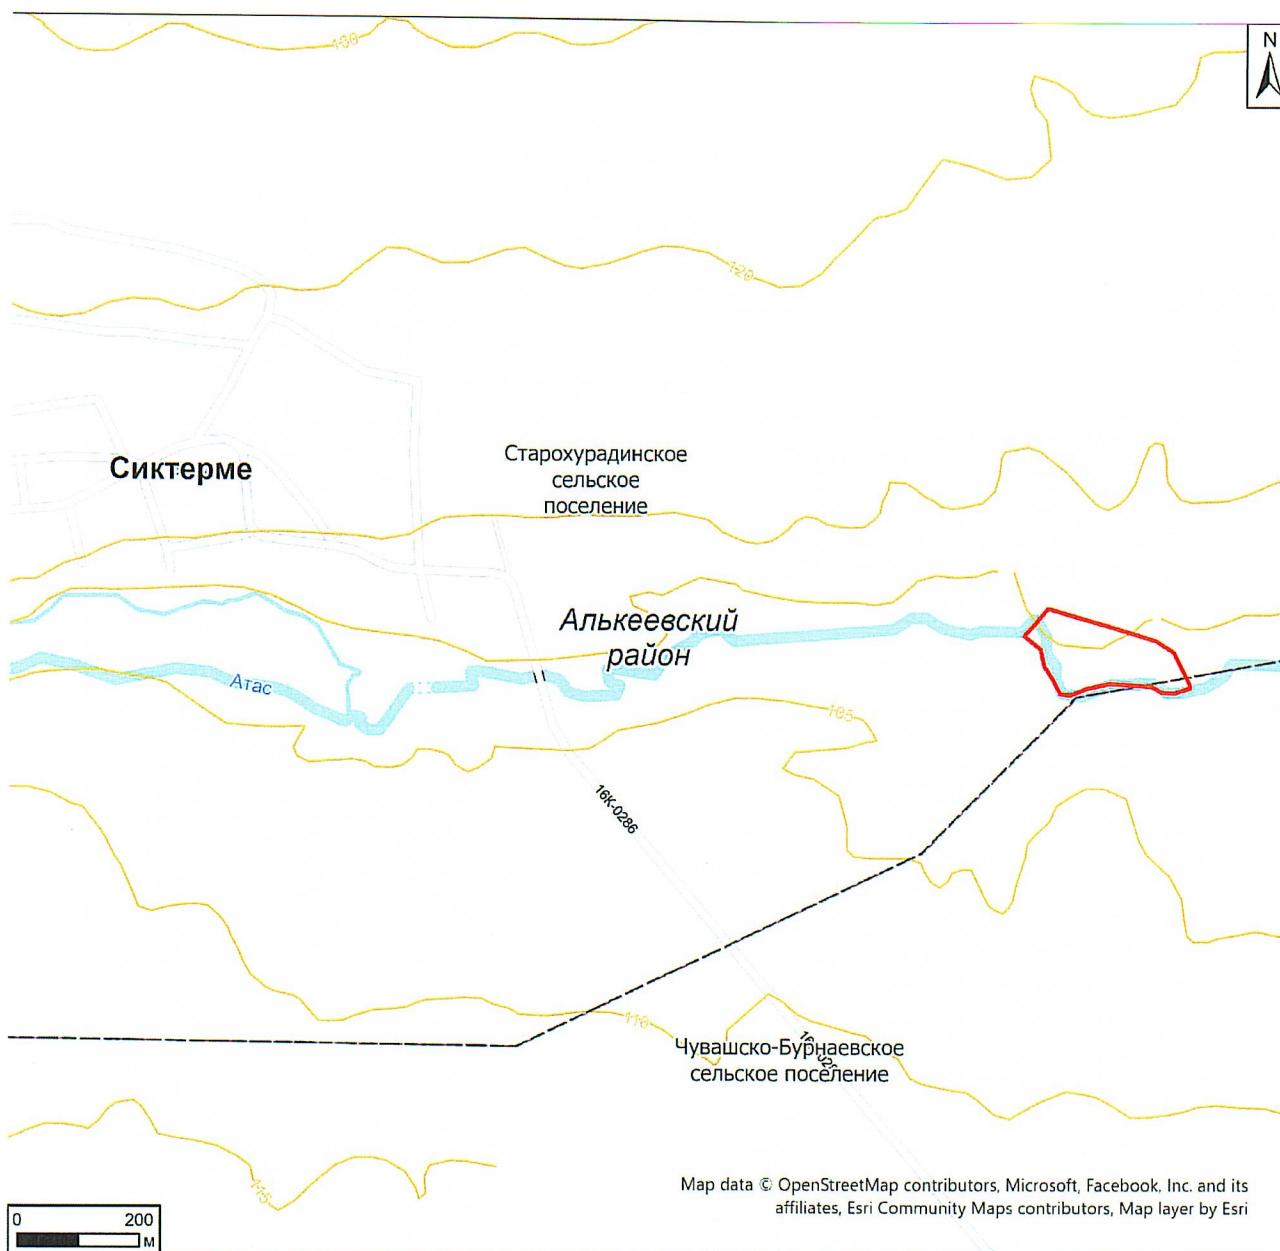 130
N
120
Сиктерме
Старохурадинское
сельское
поселение
Алькеевский
район
Атас
105
16К-0286
110
Чувашско-Бурнаевское
сельское поселение
115
Map data © OpenStreetMap contributors, Microsoft, Facebook, Inc. and its
affiliates, Esri Community Maps contributors, Map layer by Esri
0 200
м